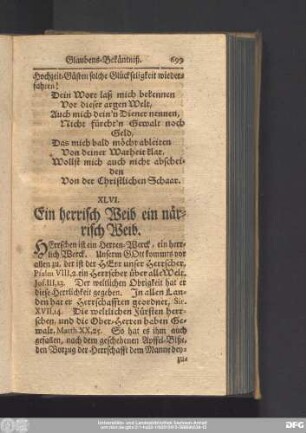 Glaubens-Bekäntniß. 699
Hochzeit-Gästen solche Glückseligkeit wieder-
fahren!
Dein Wort laß mich bekennen
Vor dieser argen Welt,
Auch mich dein'n Diener nennen,
Nicht fürcht'n Gewalt noch
Geld,
Das mich bald möcht ableiten
Von deiner Warheit klar.
Wollst mich auch nicht abschei-
den
Von der Christlichen Schaar.
XLVI.
Ein herrisch Weib ein när-
risch Weib.
HErrschen ist ein Herren-Werck, ein herr-
lich Werck. Unserm GOtt kommts vor
allen zu, der ist der HErr unser Herrscher,
Psalm VIII,2. ein Herrscher über alle Welt,
Jos. III,13. Der weltlichen Obrigkeit hat er
diese Herrlichkeit gegeben. In allen Lan-
den hat er Herrschafften geordnet, Sir.
XVII,14. Die weltlichen Fürsten herr-
schen, und die Ober-Herren haben Ge-
walt, Matth. XX,25. So hat es ihm auch
gefallen, nach dem geschehenen Apffel-Biße,
den Vorzug der Herrschafft dem Manne bey-
zu-